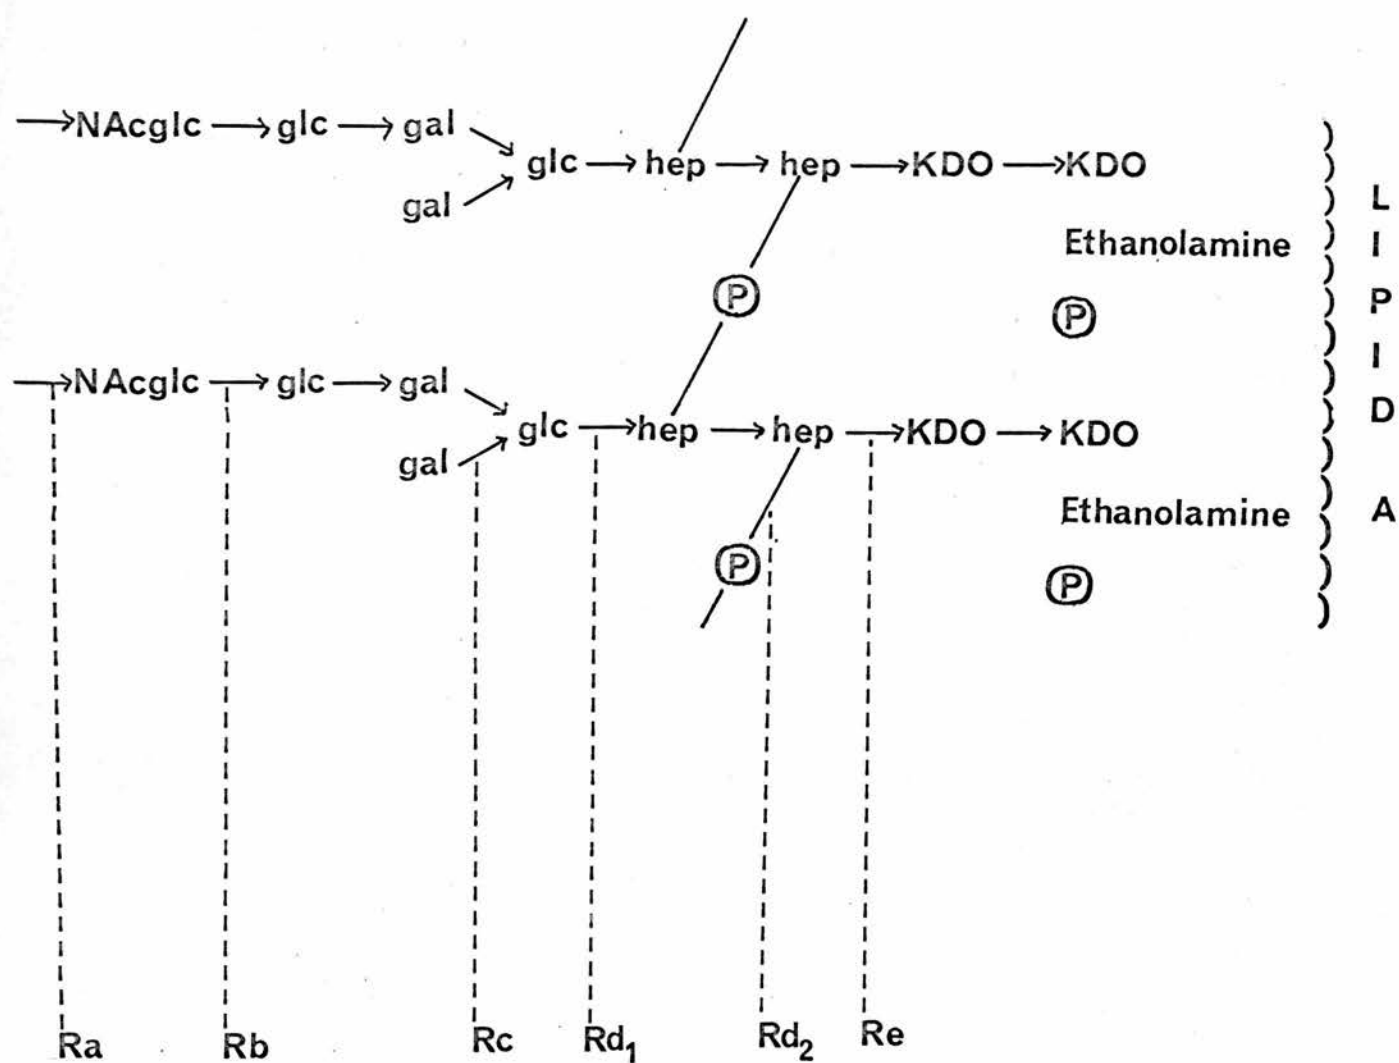 →NAcglc → glc → gal
glc → hep → hep → KDO → KDO
gal
Ethanolamine
P
P
→NAcglc → glc → gal
glc → hep → hep → KDO → KDO
gal
Ethanolamine
P
P
LIPID A
Ra Rb Rc Rd₁ Rd₂ Re